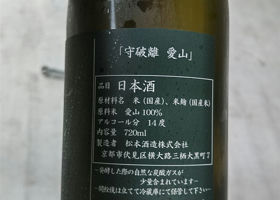 「守破離 愛山」
品目 日本酒
原材料名 米(国産)、米麹(国産米)
原料米 愛山100%
アルコール分 14度
内容量 720ml
製造者 松本酒造株式会社
京都市伏見区横大路三栖大黒町7
―発酵した際の自然な炭酸ガスが
少量含まれています―
―開栓後は立てて冷蔵庫にて保管して下さい―